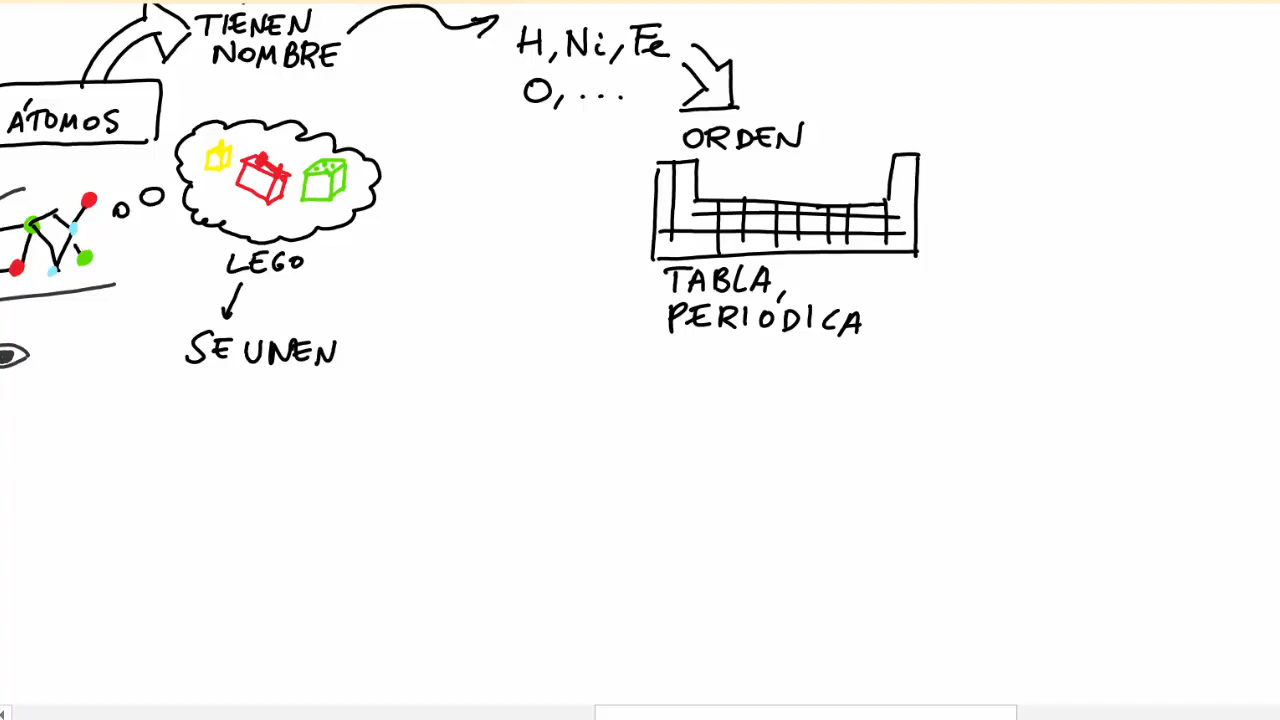 TIENEN
NOMBRE
H, Ni, Fe
O, ...
ÁTOMOS
ORDEN
LEGO
SE UNEN
TABLA,
PERIÓDICA